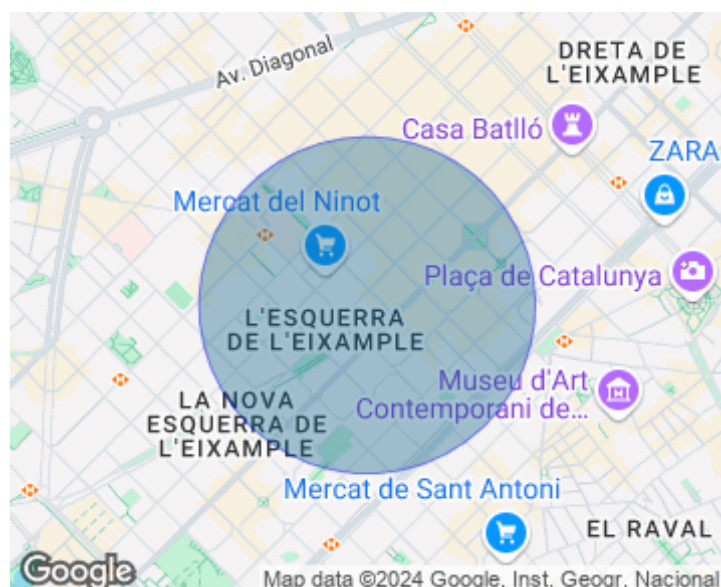 Av. Diagonal
DRETA DE
L'EIXAMPLE
Casa Batlló
ZARA
Mercat del Ninot
Plaça de Catalunya
L'ESQUERRA
DE L'EIXAMPLE
Museu d'Art
Contemporani de...
LA NOVA
ESQUERRA DE
L'EIXAMPLE
Mercat de Sant Antoni
EL RAVAL
Google
Map data ©2024 Google, Inst. Geogr. Nacional